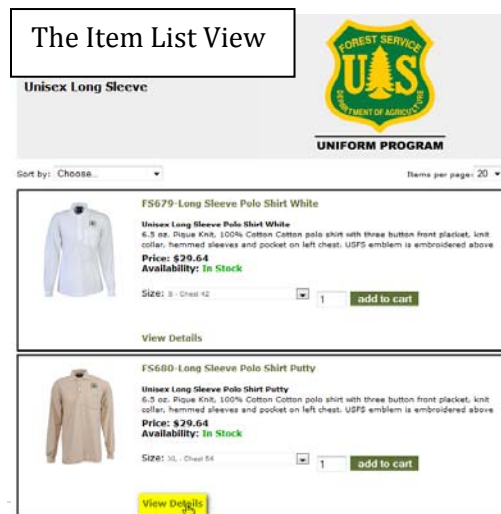 The Item List View
Unisex Long Sleeve
FOREST SERVICE
US
DEPARTMENT OF AGRICULTURE
UNIFORM PROGRAM
Sort by: Choose...
Items per page: 20
FS679-Long Sleeve Polo Shirt White
Unisex Long Sleeve Polo Shirt White
6.5 oz. Pique Knit, 100% Cotton Cotton polo shirt with three button front placket, knit
collar, hemmed sleeves and pocket on left chest. USFS emblem is embroidered above
Price: $29.64
Availability: In Stock
Size: S - Chest 42
1 add to cart
View Details
FS680-Long Sleeve Polo Shirt Putty
Unisex Long Sleeve Polo Shirt Putty
6.5 oz. Pique Knit, 100% Cotton Cotton polo shirt with three button front placket, knit
collar, hemmed sleeves and pocket on left chest. USFS emblem is embroidered above
Price: $29.64
Availability: In Stock
Size: XL - Chest 54
1 add to cart
View Details